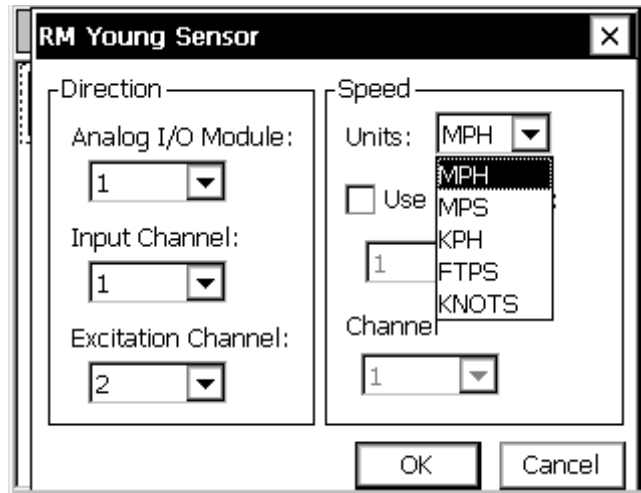 RM Young Sensor
Direction
Analog I/O Module:
1
Input Channel:
1
Excitation Channel:
2
Speed
Units: MPH
MPH
MPS
KPH
FTPS
KNOTS
Use
1
Channel
1
OK
Cancel